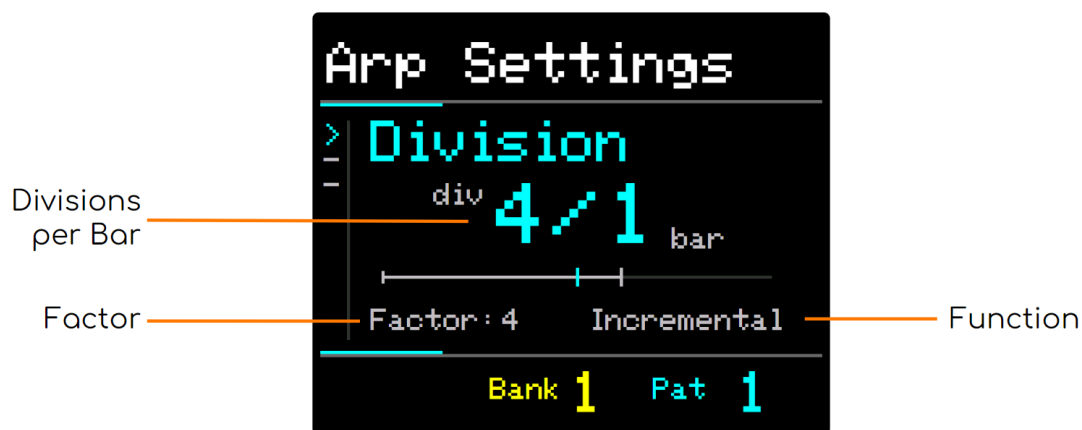 Arp Settings
> Division
div 4/1 bar
Divisions
per Bar
Factor
Factor:4 Incremental
Function
Bank 1 Pat 1